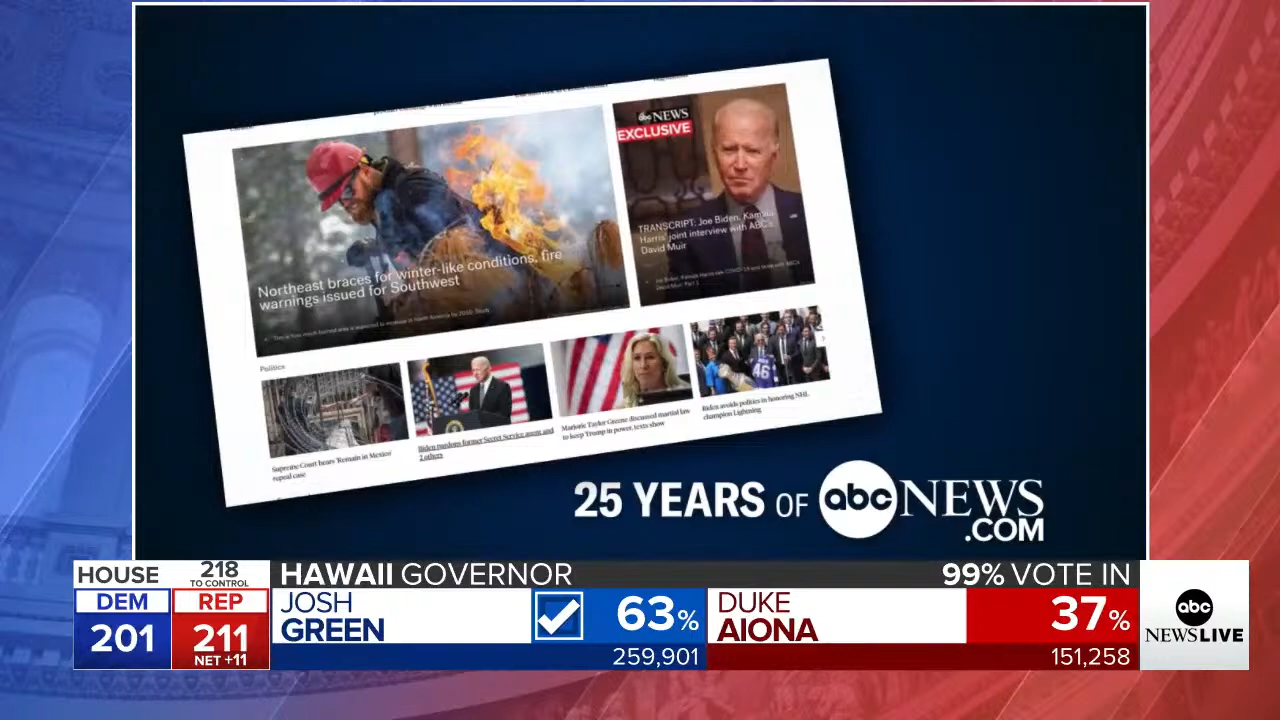 abc NEWS
EXCLUSIVE
TRANSCRIPT: Joe Biden, Kamala
Harris' joint interview with ABC's
David Muir
Northeast braces for winter-like conditions, fire
warnings issued for Southwest
Politics
46
Supreme Court hears 'Remain in Mexico'
appeal case
Biden pardons former Secret Service agent and
2 others
Marjorie Taylor Greene discussed martial law
to keep Trump in power, texts show
Biden avoids politics in honoring NHL
champion Lightning
25 YEARS OF abc NEWS
.COM
HOUSE 218
TO CONTROL
DEM REP
201 211
NET +11
HAWAII GOVERNOR 99% VOTE IN
JOSH
GREEN 63%
259,901
DUKE
AIONA 37%
151,258
abc
NEWS LIVE